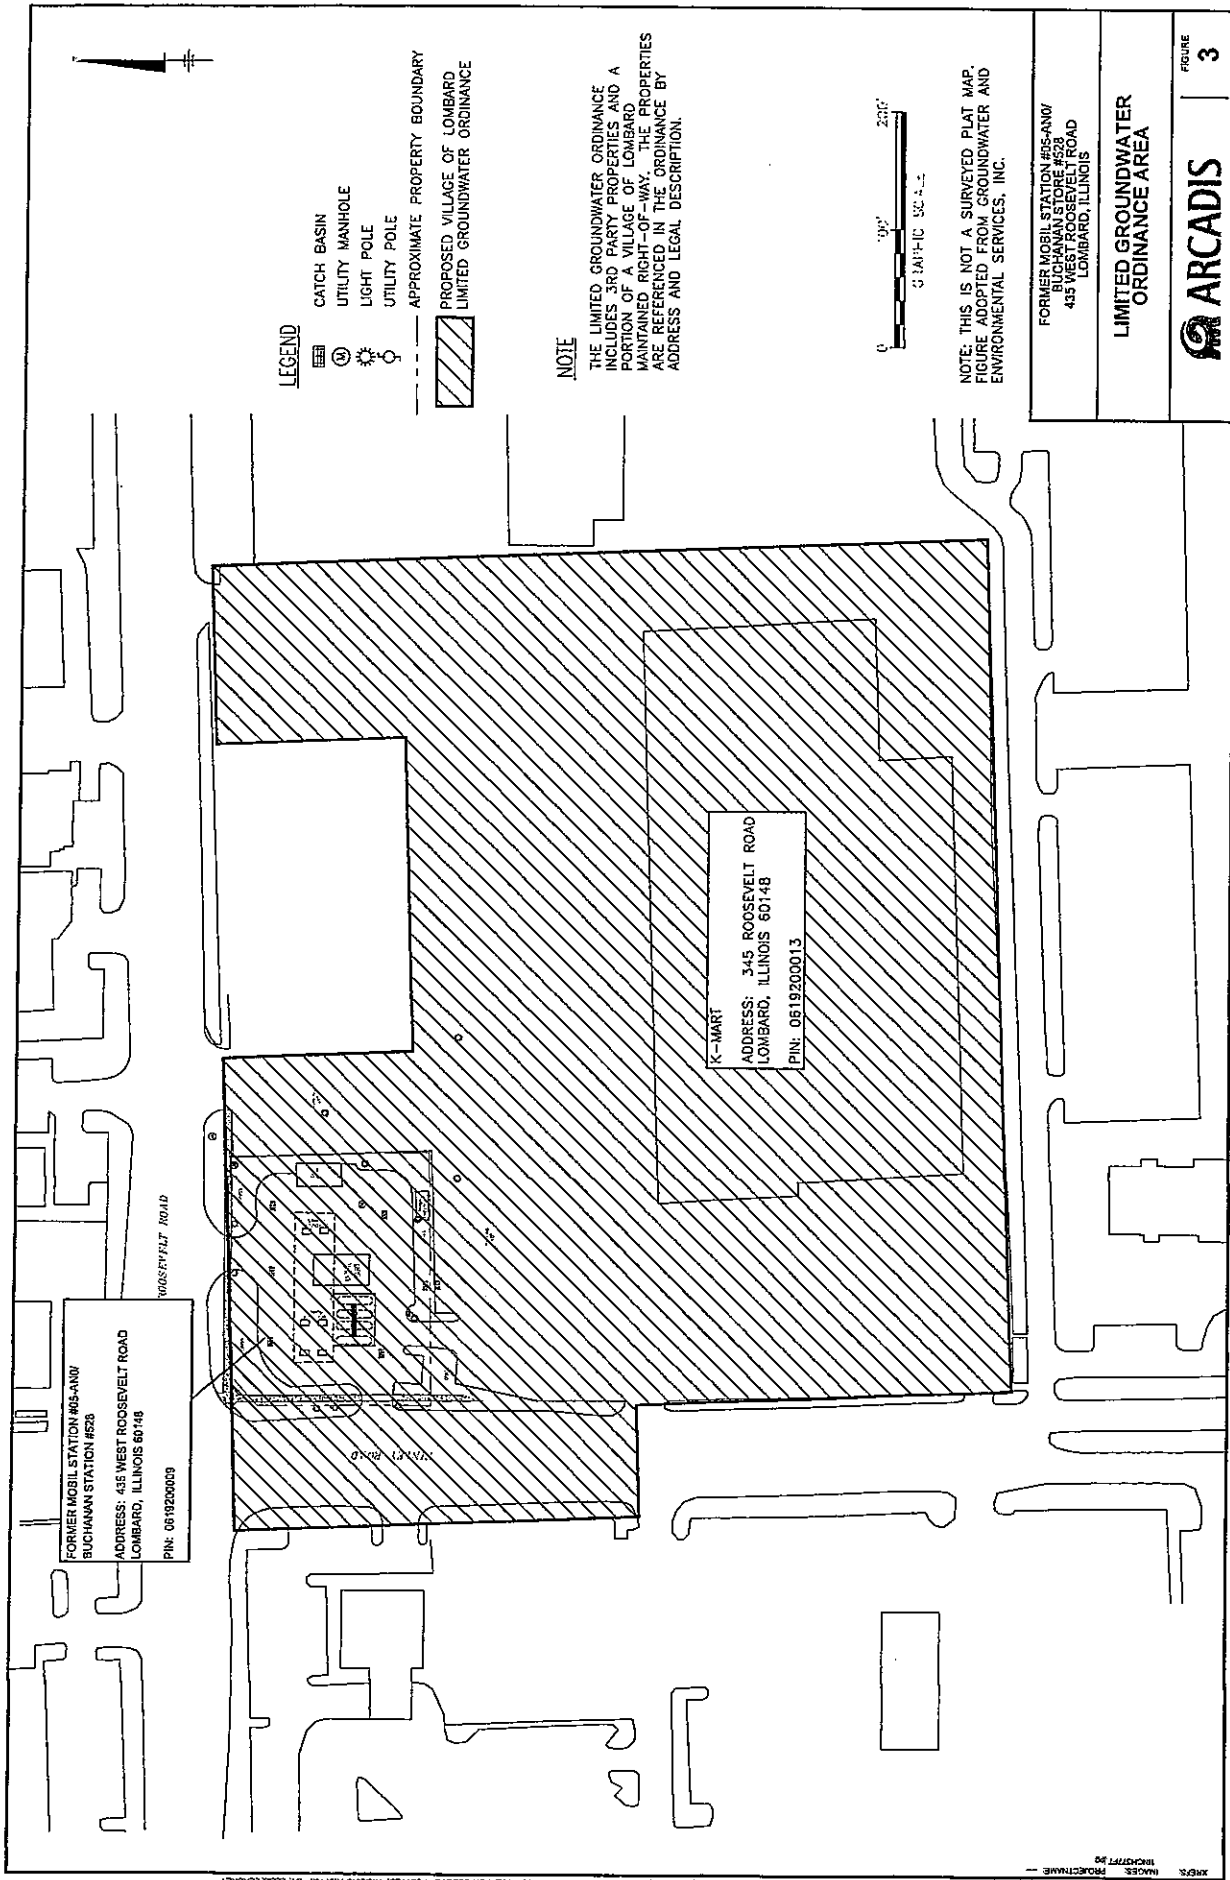 FORMER MOBIL STATION #05-AN0/
BUCHANAN STATION #528
ADDRESS: 435 WEST ROOSEVELT ROAD
LOMBARD, ILLINOIS 60148
PIN: 0619200009
ROOSEVELT ROAD
FINLEY ROAD
K-MART
ADDRESS: 345 ROOSEVELT ROAD
LOMBARD, ILLINOIS 60148
PIN: 0619200013
LEGEND
CATCH BASIN
M
UTILITY MANHOLE
LIGHT POLE
UTILITY POLE
APPROXIMATE PROPERTY BOUNDARY
PROPOSED VILLAGE OF LOMBARD
LIMITED GROUNDWATER ORDINANCE
NOTE
THE LIMITED GROUNDWATER ORDINANCE
INCLUDES 3RD PARTY PROPERTIES AND A
PORTION OF A VILLAGE OF LOMBARD
MAINTAINED RIGHT-OF-WAY. THE PROPERTIES
ARE REFERENCED IN THE ORDINANCE BY
ADDRESS AND LEGAL DESCRIPTION.
0 100' 200'
GRAPHIC SCALE
NOTE: THIS IS NOT A SURVEYED PLAT MAP.
FIGURE ADOPTED FROM GROUNDWATER AND
ENVIRONMENTAL SERVICES, INC.
FORMER MOBIL STATION #05-AN0/
BUCHANAN STORE #528
435 WEST ROOSEVELT ROAD
LOMBARD, ILLINOIS
LIMITED GROUNDWATER
ORDINANCE AREA
ARCADIS
FIGURE
3
XREFS: IMAGES: PROJECTNAME: ---